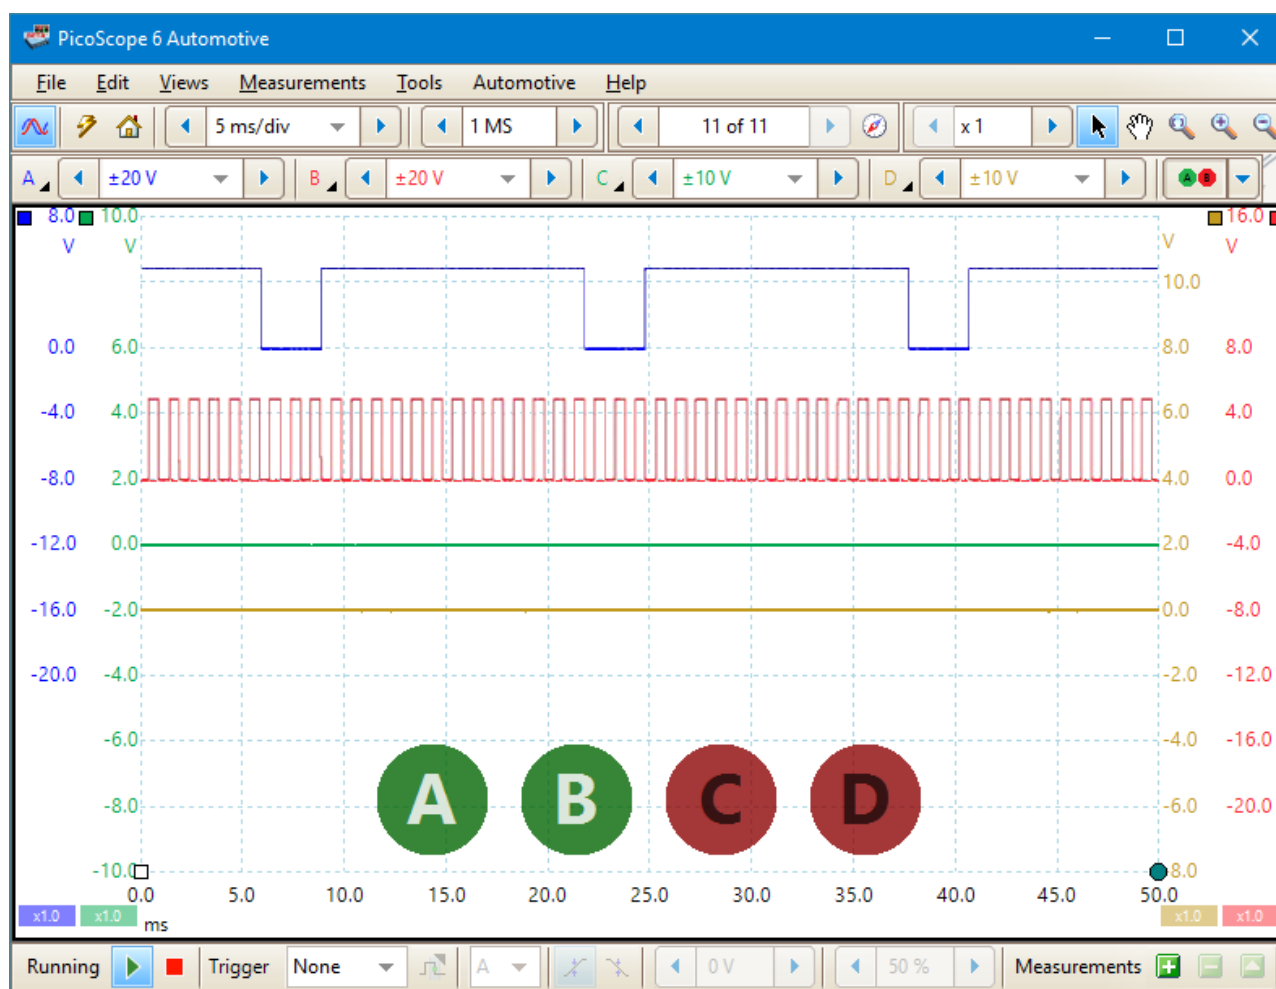 PicoScope 6 Automotive
File Edit Views Measurements Tools Automotive Help
5 ms/div 1 MS 11 of 11 x 1
A ±20 V B ±20 V C ±10 V D ±10 V A B
8.0 10.0 16.0
V V V V
10.0
0.0 6.0 8.0 8.0
-4.0 4.0 6.0 4.0
-8.0 2.0 4.0 0.0
-12.0 0.0 2.0 -4.0
-16.0 -2.0 0.0 -8.0
-20.0 -4.0 -2.0 -12.0
-6.0 -4.0 -16.0
A B C D
-8.0 -6.0 -20.0
-10.0 -8.0
0.0 5.0 10.0 15.0 20.0 25.0 30.0 35.0 40.0 45.0 50.0
x1.0 x1.0 ms x1.0 x1.0
Running Trigger None A 0 V 50 % Measurements